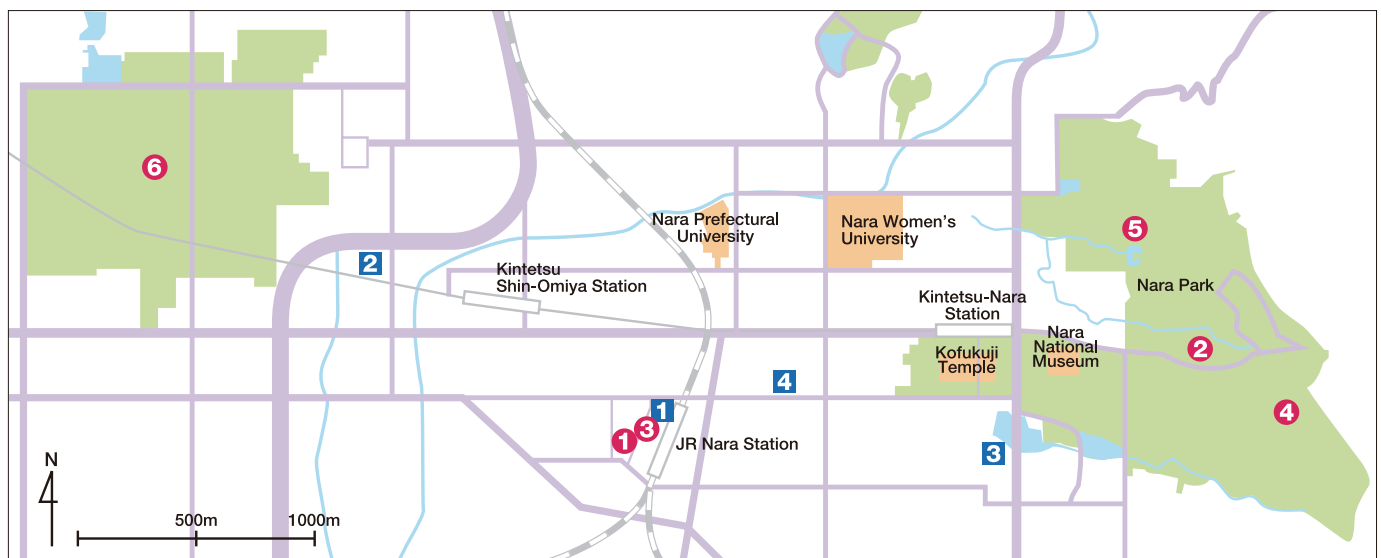 6
5
Nara Prefectural
University
Nara Women's
University
2
Kintetsu
Shin-Omiya Station
Nara Park
Kintetsu-Nara
Station
Nara
National
Museum
2
Kofukuji
Temple
4
1
3
1
4
JR Nara Station
3
N
500m
1000m